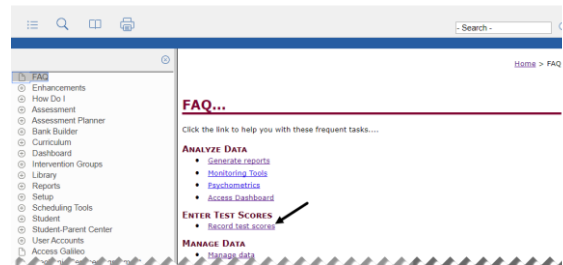 - Search -
Home > FAQ
FAQ
Enhancements
How Do I
Assessment
Assessment Planner
Bank Builder
Curriculum
Dashboard
Intervention Groups
Library
Reports
Setup
Scheduling Tools
Student
Student-Parent Center
User Accounts
Access Galileo
FAQ...
Click the link to help you with these frequent tasks....
ANALYZE DATA
Generate reports
Monitoring Tools
Psychometrics
Access Dashboard
ENTER TEST SCORES
Record test scores
MANAGE DATA
Manage data